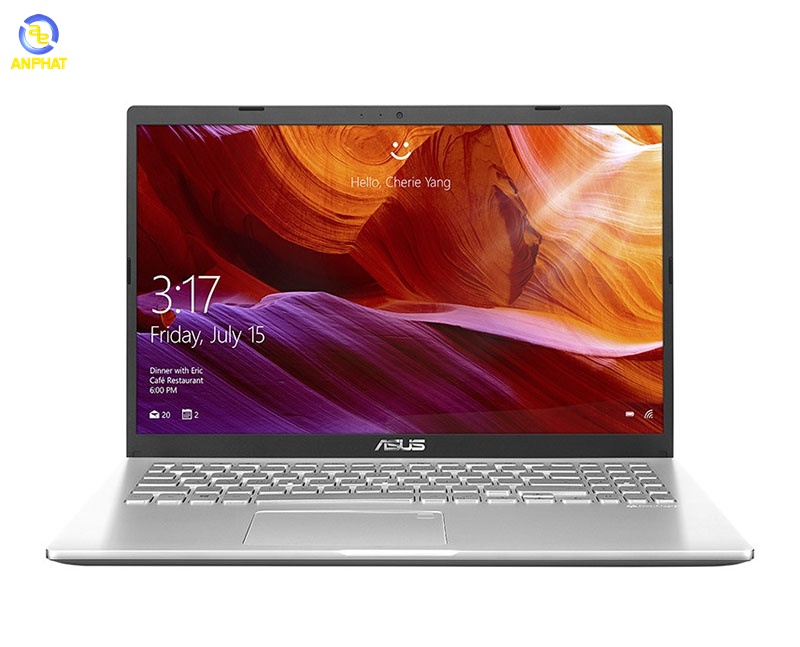 ANPHAT
Hello, Cherie Yang
3:17
Friday, July 15
Dinner with Eric
Café Restaurant
6:00 PM
20 2
ASUS